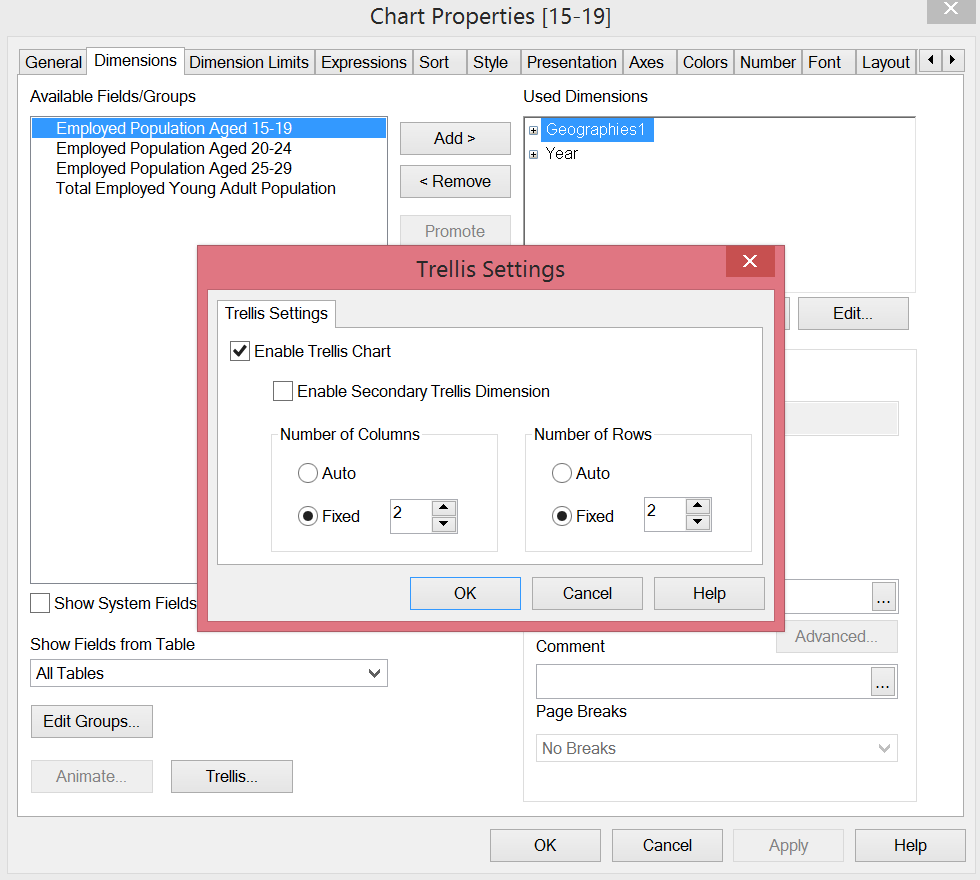 Chart Properties [15-19]
General Dimensions Dimension Limits Expressions Sort Style Presentation Axes Colors Number Font Layout
Available Fields/Groups
Used Dimensions
Employed Population Aged 15-19
Employed Population Aged 20-24
Employed Population Aged 25-29
Total Employed Young Adult Population
Add >
< Remove
Promote
Geographies1
Year
Edit...
Trellis Settings
Trellis Settings
Enable Trellis Chart
Enable Secondary Trellis Dimension
Number of Columns
Auto
Fixed 2
Number of Rows
Auto
Fixed 2
OK Cancel Help
Show System Fields
...
Advanced...
Show Fields from Table
All Tables
Comment
...
Page Breaks
No Breaks
Edit Groups...
Animate... Trellis...
OK Cancel Apply Help